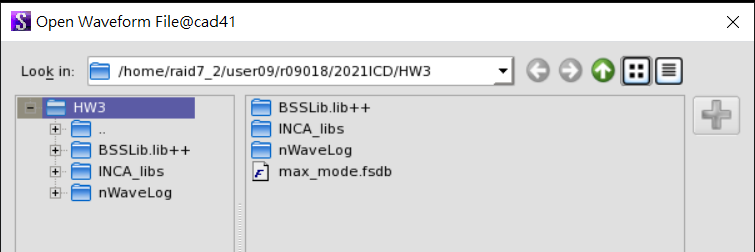 Open Waveform File@cad41
Look in: /home/raid7_2/user09/r09018/2021ICD/HW3
HW3
..
BSSLib.lib++
INCA_libs
nWaveLog
BSSLib.lib++
INCA_libs
nWaveLog
max_mode.fsdb